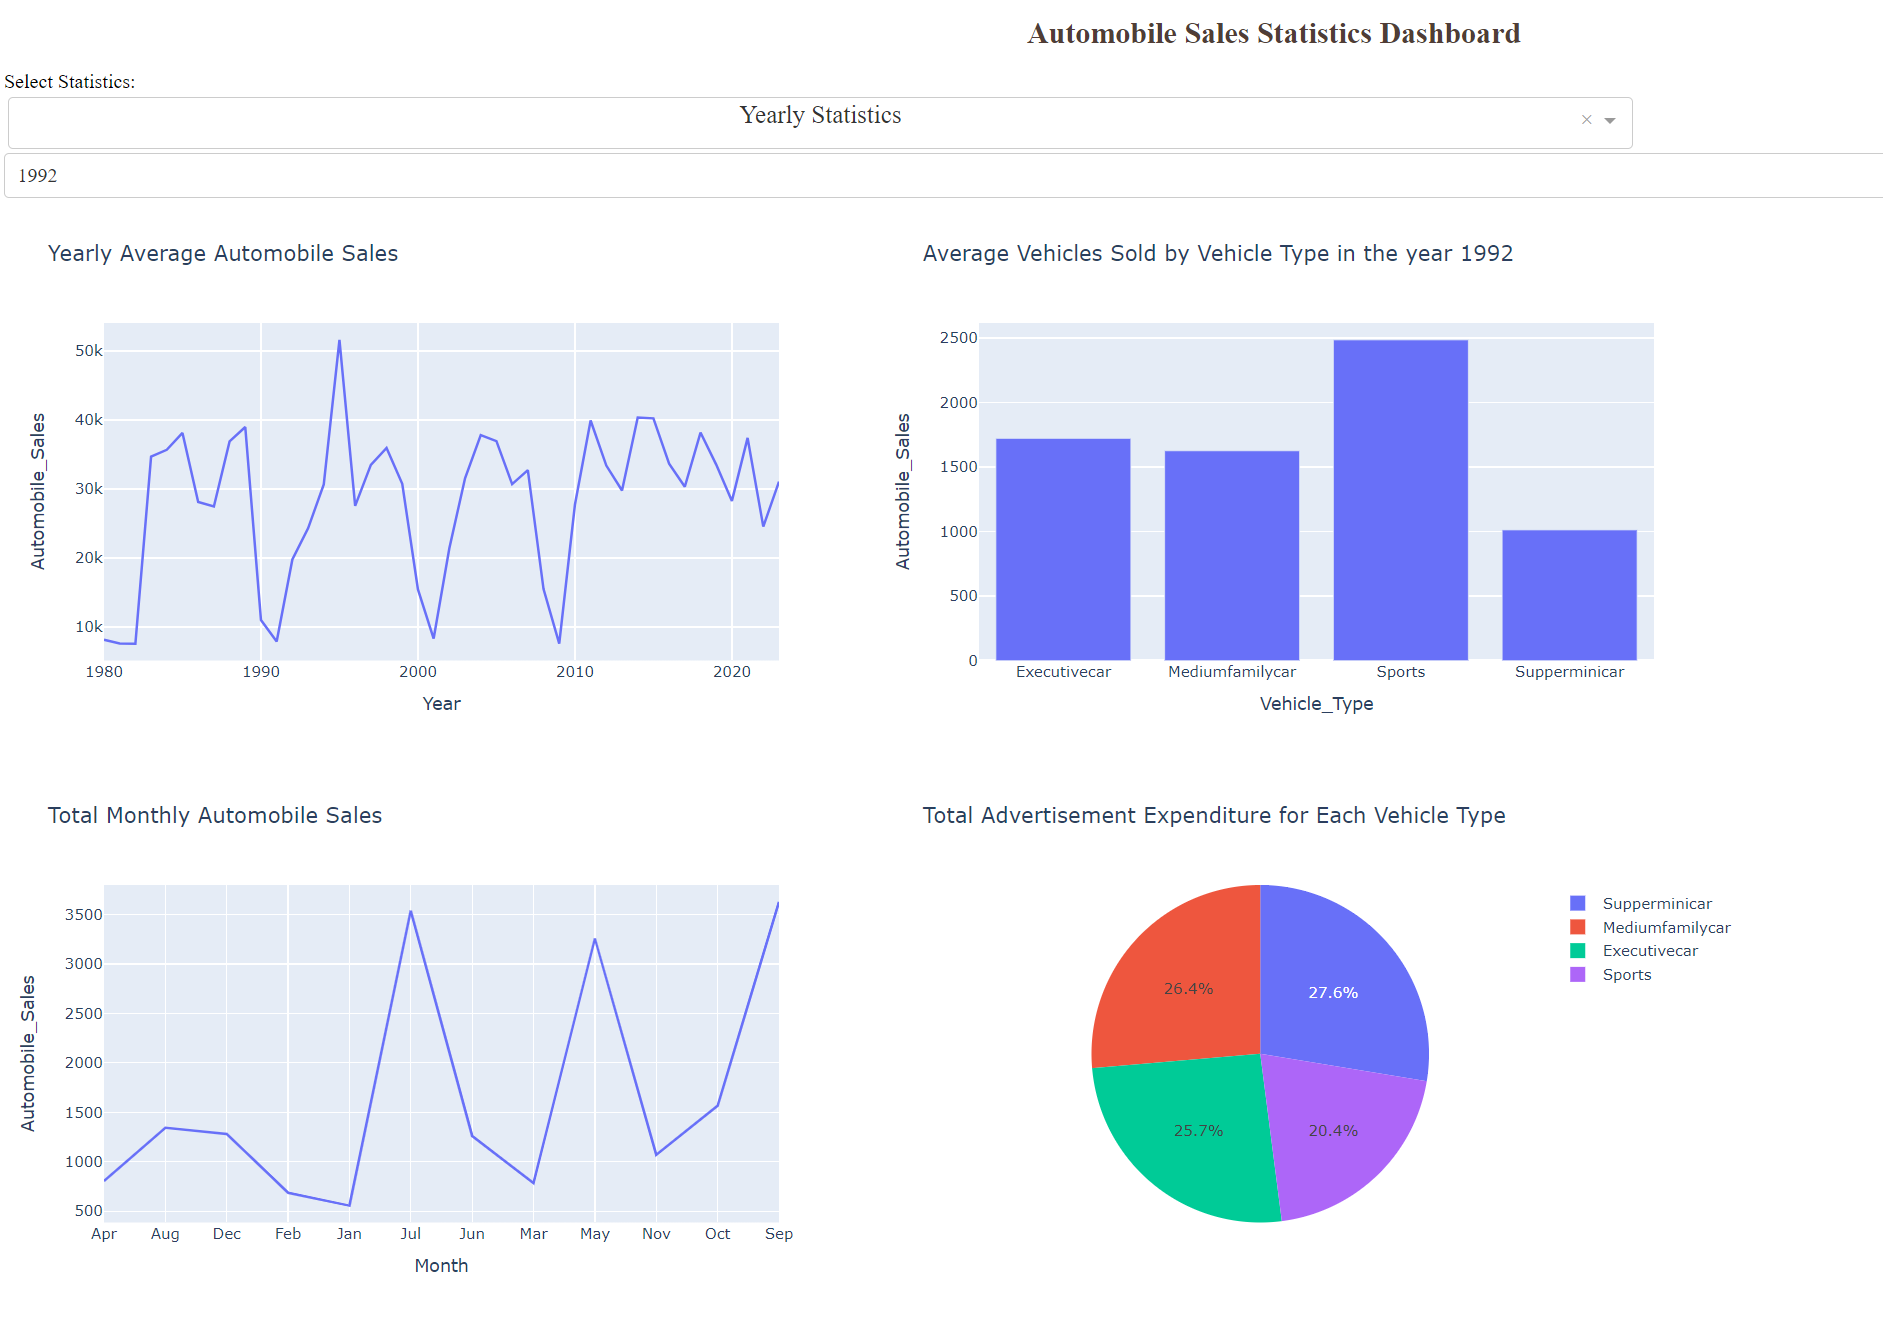 Automobile Sales Statistics Dashboard
Select Statistics:
Yearly Statistics
×
1992
Yearly Average Automobile Sales
Automobile_Sales
50k
40k
30k
20k
10k
1980 1990 2000 2010 2020
Year
Average Vehicles Sold by Vehicle Type in the year 1992
Automobile_Sales
2500
2000
1500
1000
500
0
Executivecar Mediumfamilycar Sports Supperminicar
Vehicle_Type
Total Monthly Automobile Sales
Automobile_Sales
3500
3000
2500
2000
1500
1000
500
Apr Aug Dec Feb Jan Jul Jun Mar May Nov Oct Sep
Month
Total Advertisement Expenditure for Each Vehicle Type
26.4% 27.6%
25.7% 20.4%
Supperminicar
Mediumfamilycar
Executivecar
Sports